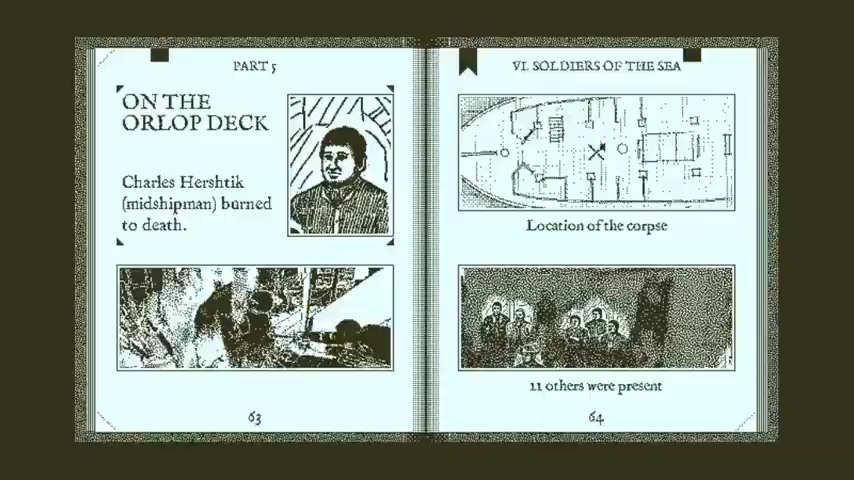 PART 5
ON THE
ORLOP DECK
Charles Hershtik
(midshipman) burned
to death.
63
VI. SOLDIERS OF THE SEA
Location of the corpse
11 others were present
64